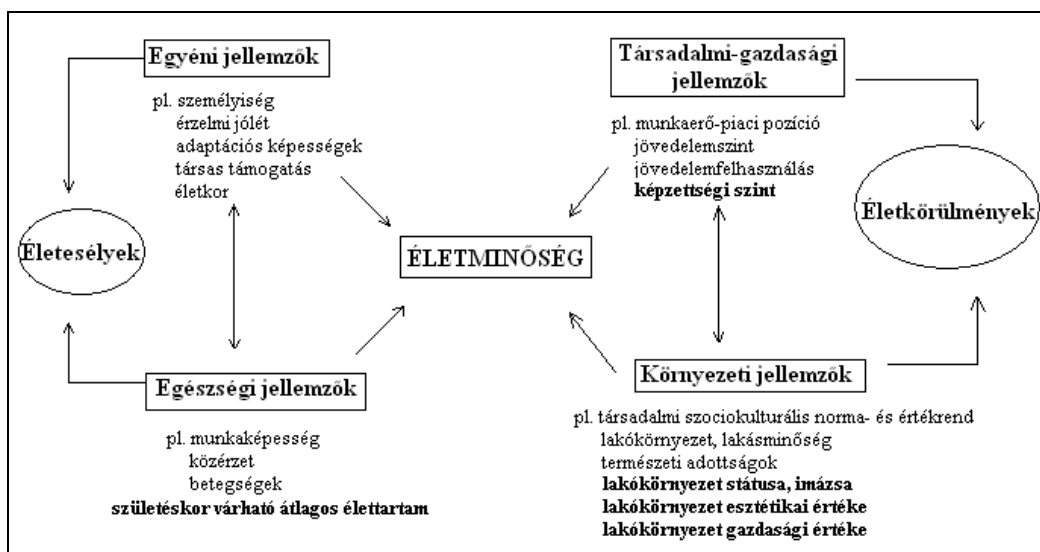 Egyéni jellemzők
pl. személyiség
érzelmi jólét
adaptációs képességek
társas támogatás
életkor
Társadalmi-gazdasági
jellemzők
pl. munkaerő-piaci pozíció
jövedelemszint
jövedelemfelhasználás
képzettségi szint
Életesélyek
ÉLETMINŐSÉG
Életkörülmények
Egészségi jellemzők
pl. munkaképesség
közérzet
betegségek
születéskor várható átlagos élettartam
Környezeti jellemzők
pl. társadalmi szociokulturális norma- és értékrend
lakókörnyezet, lakásminőség
természeti adottságok
lakókörnyezet státusa, imázsa
lakókörnyezet esztétikai értéke
lakókörnyezet gazdasági értéke